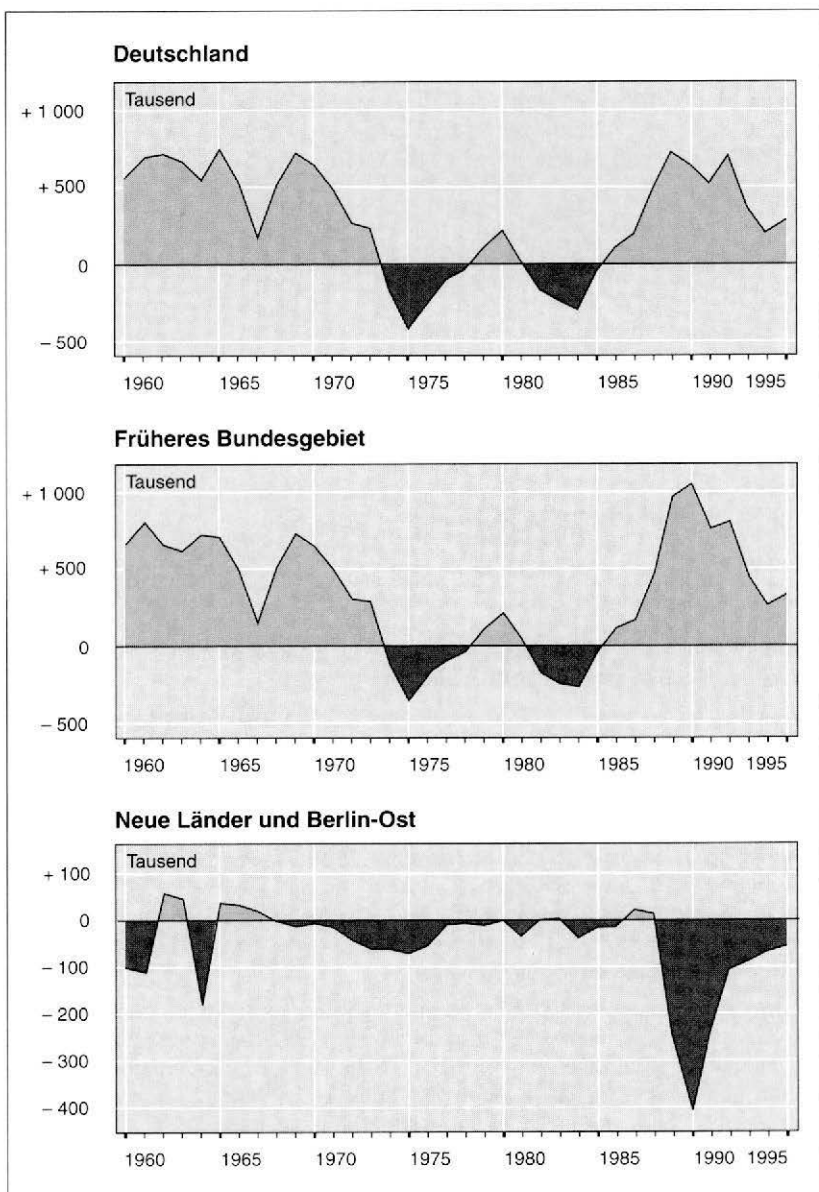 Deutschland
Tausend
+ 1 000
+ 500
0
– 500
1960 1965 1970 1975 1980 1985 1990 1995
Früheres Bundesgebiet
Tausend
+ 1 000
+ 500
0
– 500
1960 1965 1970 1975 1980 1985 1990 1995
Neue Länder und Berlin-Ost
Tausend
+ 100
0
– 100
– 200
– 300
– 400
1960 1965 1970 1975 1980 1985 1990 1995